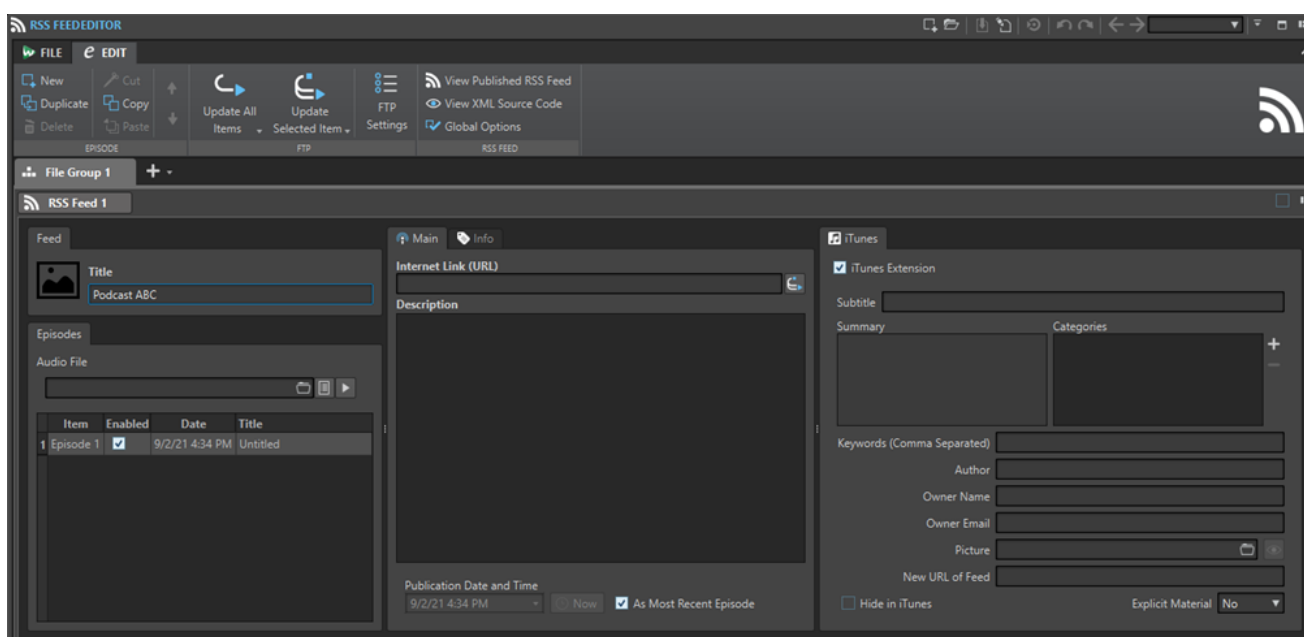 RSS FEEDEDITOR
FILE EDIT
New Cut
Duplicate Copy
Delete Paste
EPISODE
Update All Items
Update Selected Item
FTP Settings
FTP
View Published RSS Feed
View XML Source Code
Global Options
RSS FEED
File Group 1
RSS Feed 1
Feed
Title
Podcast ABC
Episodes
Audio File
Item Enabled Date Title
1 Episode 1 9/2/21 4:34 PM Untitled
Main Info
Internet Link (URL)
Description
Publication Date and Time
9/2/21 4:34 PM Now As Most Recent Episode
iTunes
iTunes Extension
Subtitle
Summary Categories
Keywords (Comma Separated)
Author
Owner Name
Owner Email
Picture
New URL of Feed
Hide in iTunes Explicit Material No